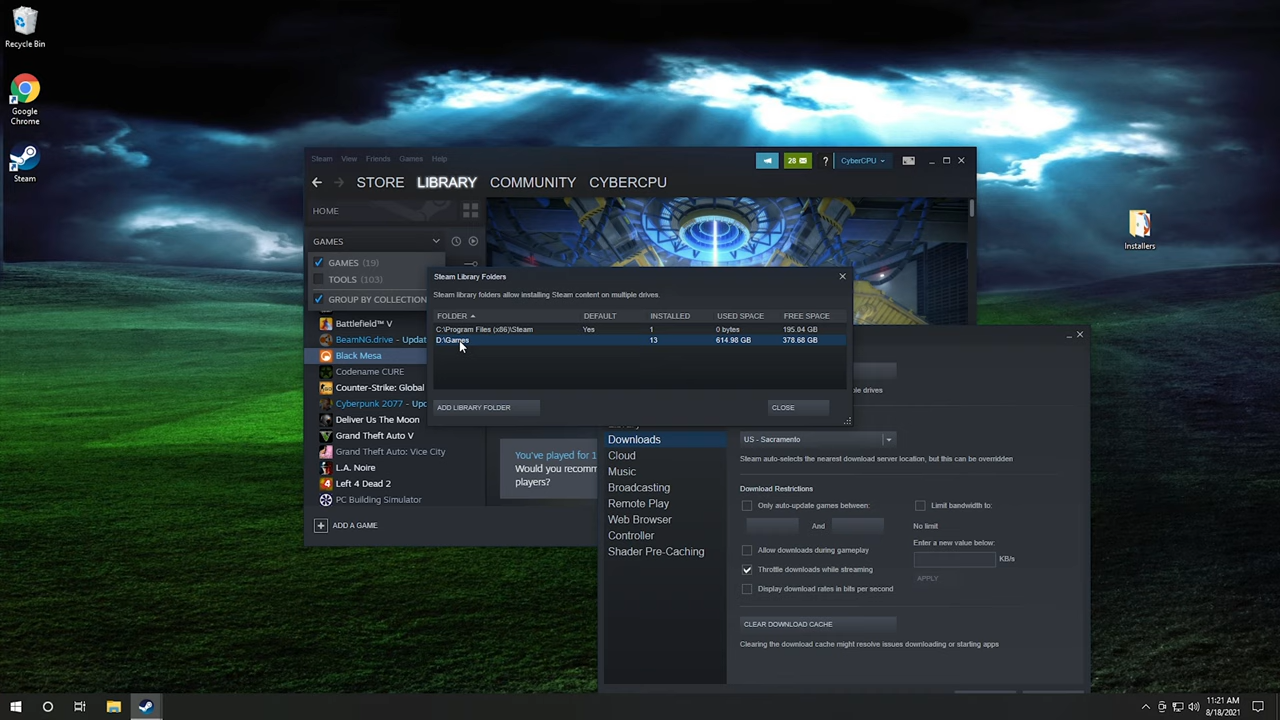 Recycle Bin
Google
Chrome
Steam
Installers
Steam View Friends Games Help
28
?
CyberCPU
STORE LIBRARY COMMUNITY CYBERCPU
HOME
GAMES
GAMES (19)
TOOLS (103)
GROUP BY COLLECTION
Battlefield™ V
BeamNG.drive - Updat
Black Mesa
Codename CURE
Counter-Strike: Global
Cyberpunk 2077 - Upd
Deliver Us The Moon
Grand Theft Auto V
Grand Theft Auto: Vice City
L.A. Noire
Left 4 Dead 2
PC Building Simulator
ADD A GAME
You've played for 1
Would you recomm
players?
Steam Library Folders
Steam library folders allow installing Steam content on multiple drives.
FOLDER DEFAULT INSTALLED USED SPACE FREE SPACE
C:\Program Files (x86)\Steam Yes 1 0 bytes 195.04 GB
D:\Games 13 614.98 GB 378.68 GB
ADD LIBRARY FOLDER
CLOSE
le drives
Downloads
Cloud
Music
Broadcasting
Remote Play
Web Browser
Controller
Shader Pre-Caching
US - Sacramento
Steam auto-selects the nearest download server location, but this can be overridden
Download Restrictions
Only auto-update games between:
And
Limit bandwidth to:
No limit
Enter a new value below:
KB/s
APPLY
Allow downloads during gameplay
Throttle downloads while streaming
Display download rates in bits per second
CLEAR DOWNLOAD CACHE
Clearing the download cache might resolve issues downloading or starting apps
11:21 AM
8/18/2021